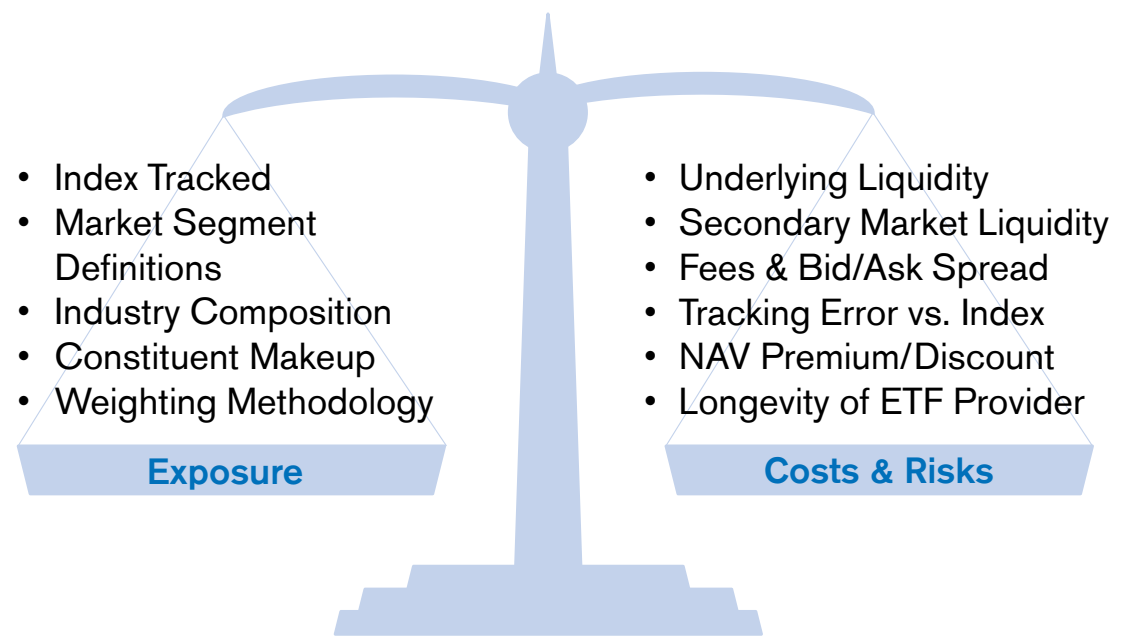 • Index Tracked
• Market Segment
Definitions
• Industry Composition
• Constituent Makeup
• Weighting Methodology
Exposure
• Underlying Liquidity
• Secondary Market Liquidity
• Fees & Bid/Ask Spread
• Tracking Error vs. Index
• NAV Premium/Discount
• Longevity of ETF Provider
Costs & Risks